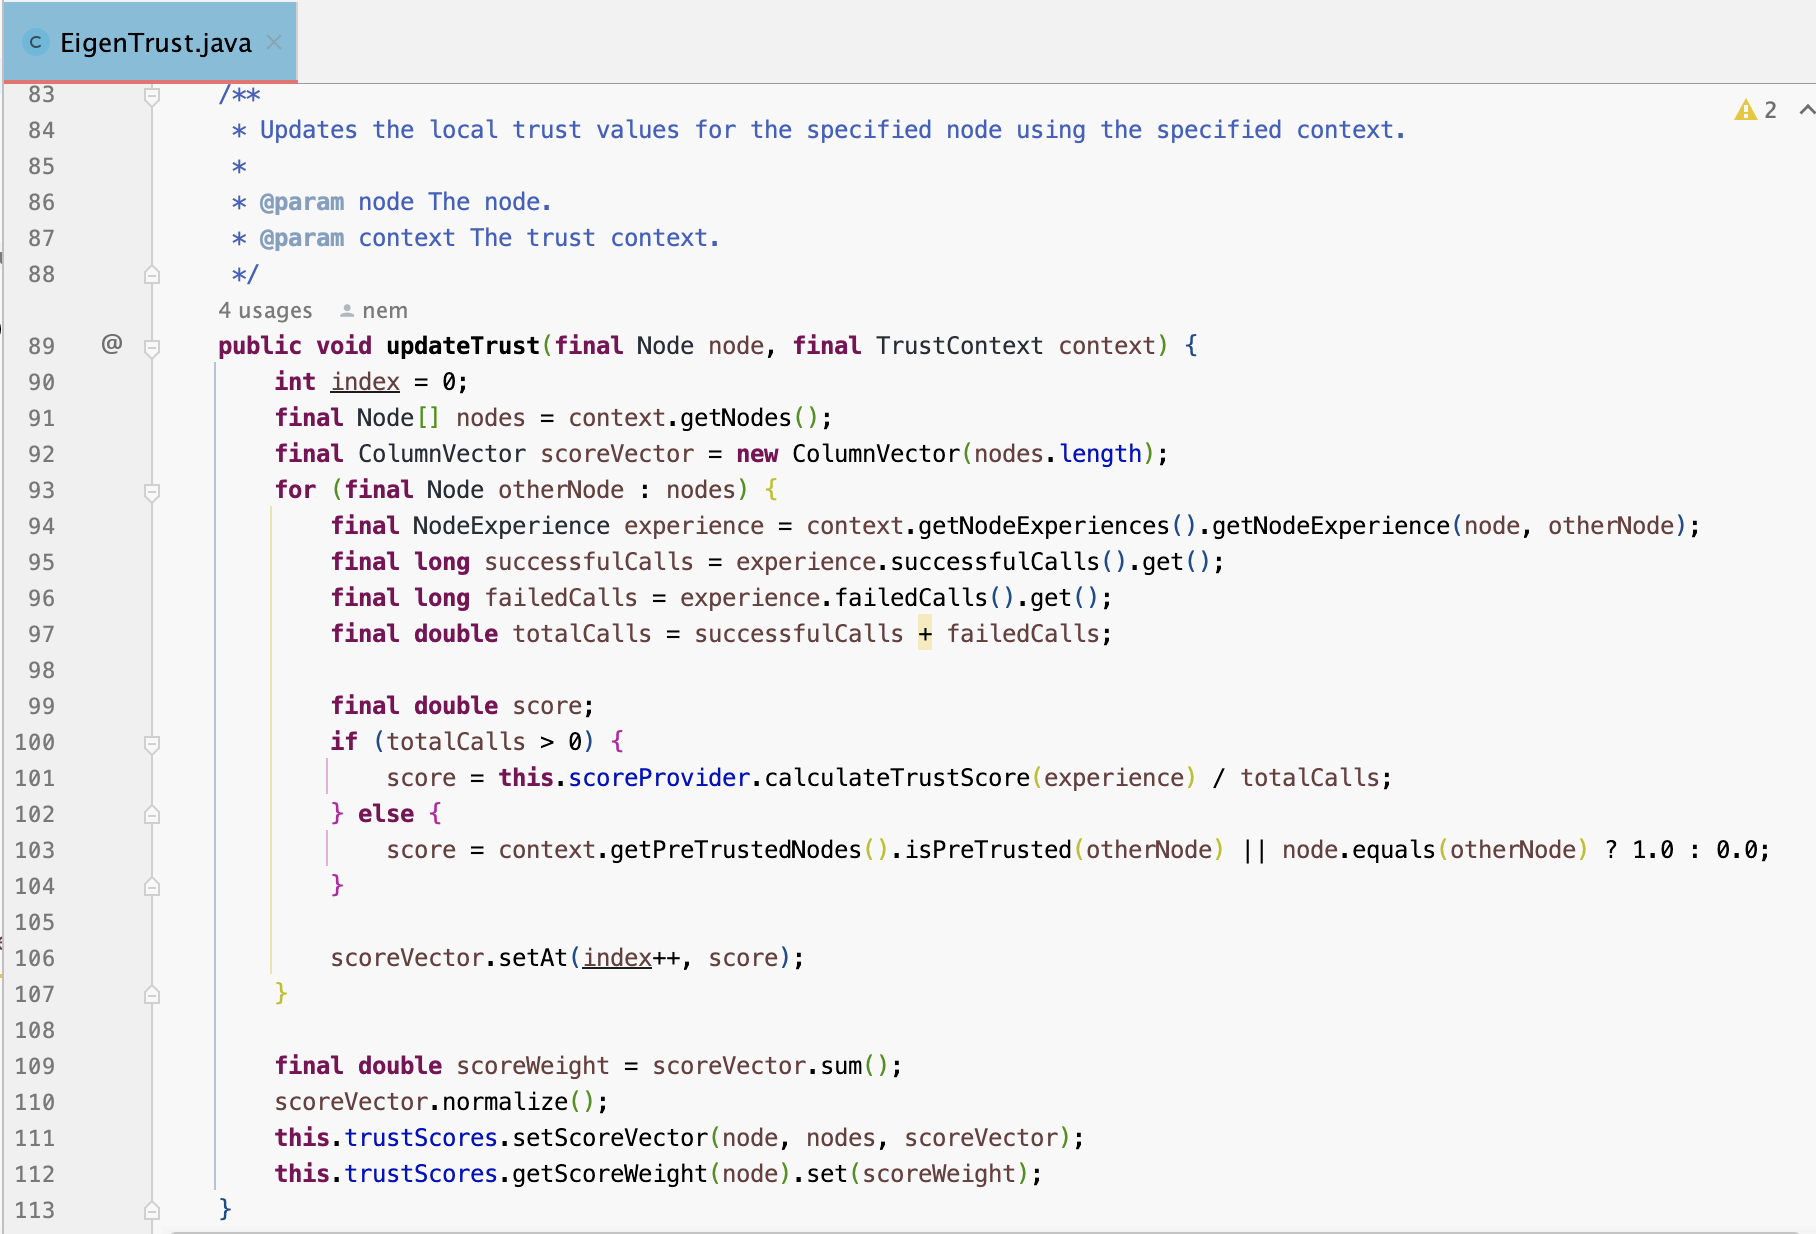 EigenTrust.java
2
83 /**
84 * Updates the local trust values for the specified node using the specified context.
85 *
86 * @param node The node.
87 * @param context The trust context.
88 */
4 usages nem
89 @ public void updateTrust(final Node node, final TrustContext context) {
90 int index = 0;
91 final Node[] nodes = context.getNodes();
92 final ColumnVector scoreVector = new ColumnVector(nodes.length);
93 for (final Node otherNode : nodes) {
94 final NodeExperience experience = context.getNodeExperiences().getNodeExperience(node, otherNode);
95 final long successfulCalls = experience.successfulCalls().get();
96 final long failedCalls = experience.failedCalls().get();
97 final double totalCalls = successfulCalls + failedCalls;
98
99 final double score;
100 if (totalCalls > 0) {
101 score = this.scoreProvider.calculateTrustScore(experience) / totalCalls;
102 } else {
103 score = context.getPreTrustedNodes().isPreTrusted(otherNode) || node.equals(otherNode) ? 1.0 : 0.0;
104 }
105
106 scoreVector.setAt(index++, score);
107 }
108
109 final double scoreWeight = scoreVector.sum();
110 scoreVector.normalize();
111 this.trustScores.setScoreVector(node, nodes, scoreVector);
112 this.trustScores.getScoreWeight(node).set(scoreWeight);
113 }